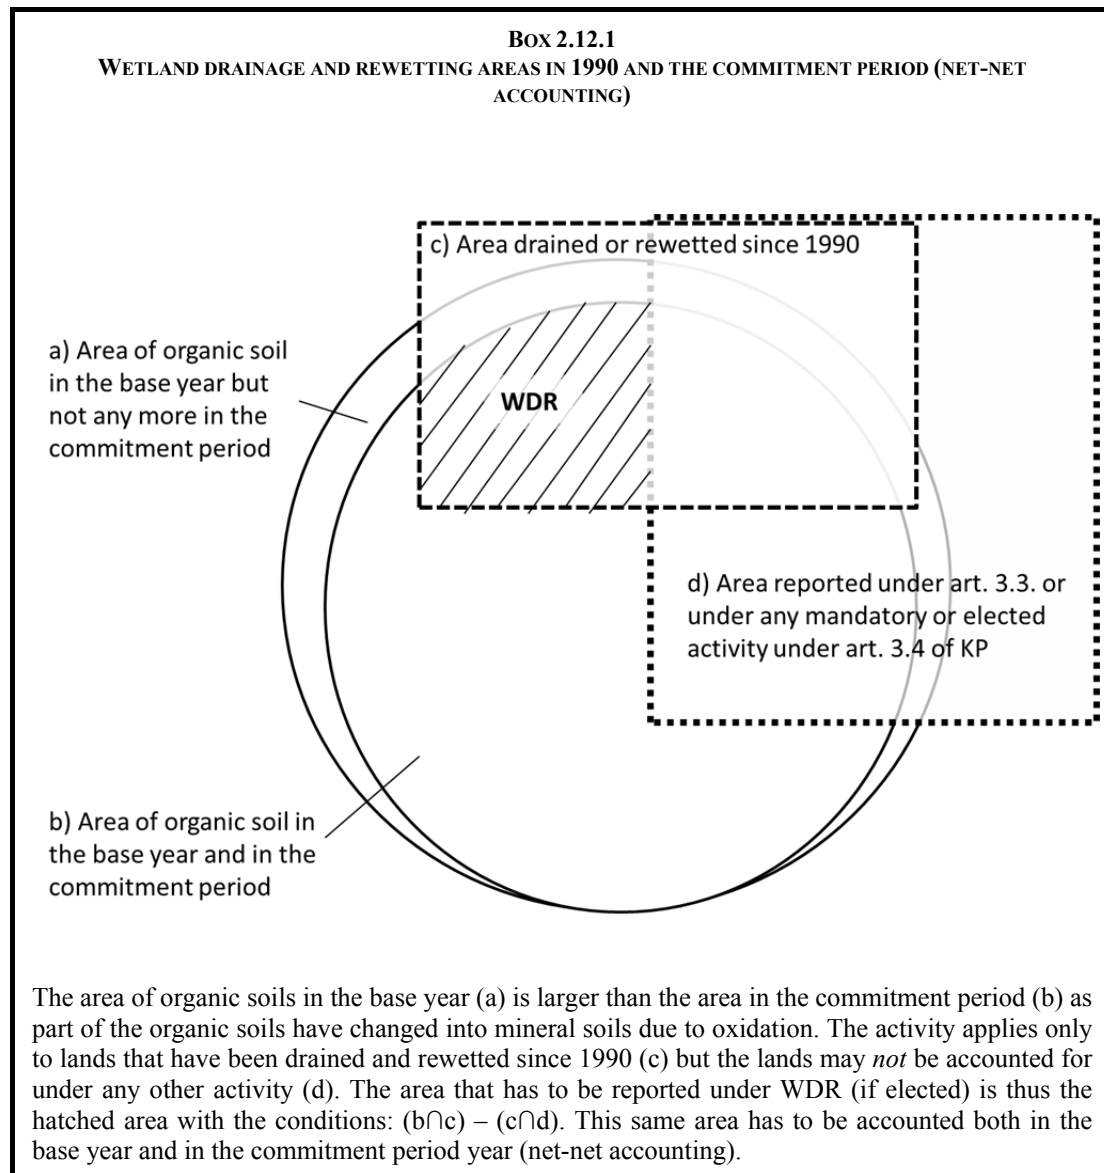 BOX 2.12.1
WETLAND DRAINAGE AND REWETTING AREAS IN 1990 AND THE COMMITMENT PERIOD (NET-NET
ACCOUNTING)
c) Area drained or rewetted since 1990
a) Area of organic soil
in the base year but
not any more in the
commitment period
WDR
d) Area reported under art. 3.3. or
under any mandatory or elected
activity under art. 3.4 of KP
b) Area of organic soil in
the base year and in the
commitment period
The area of organic soils in the base year (a) is larger than the area in the commitment period (b) as
part of the organic soils have changed into mineral soils due to oxidation. The activity applies only
to lands that have been drained and rewetted since 1990 (c) but the lands may not be accounted for
under any other activity (d). The area that has to be reported under WDR (if elected) is thus the
hatched area with the conditions: (b∩c) – (c∩d). This same area has to be accounted both in the
base year and in the commitment period year (net-net accounting).